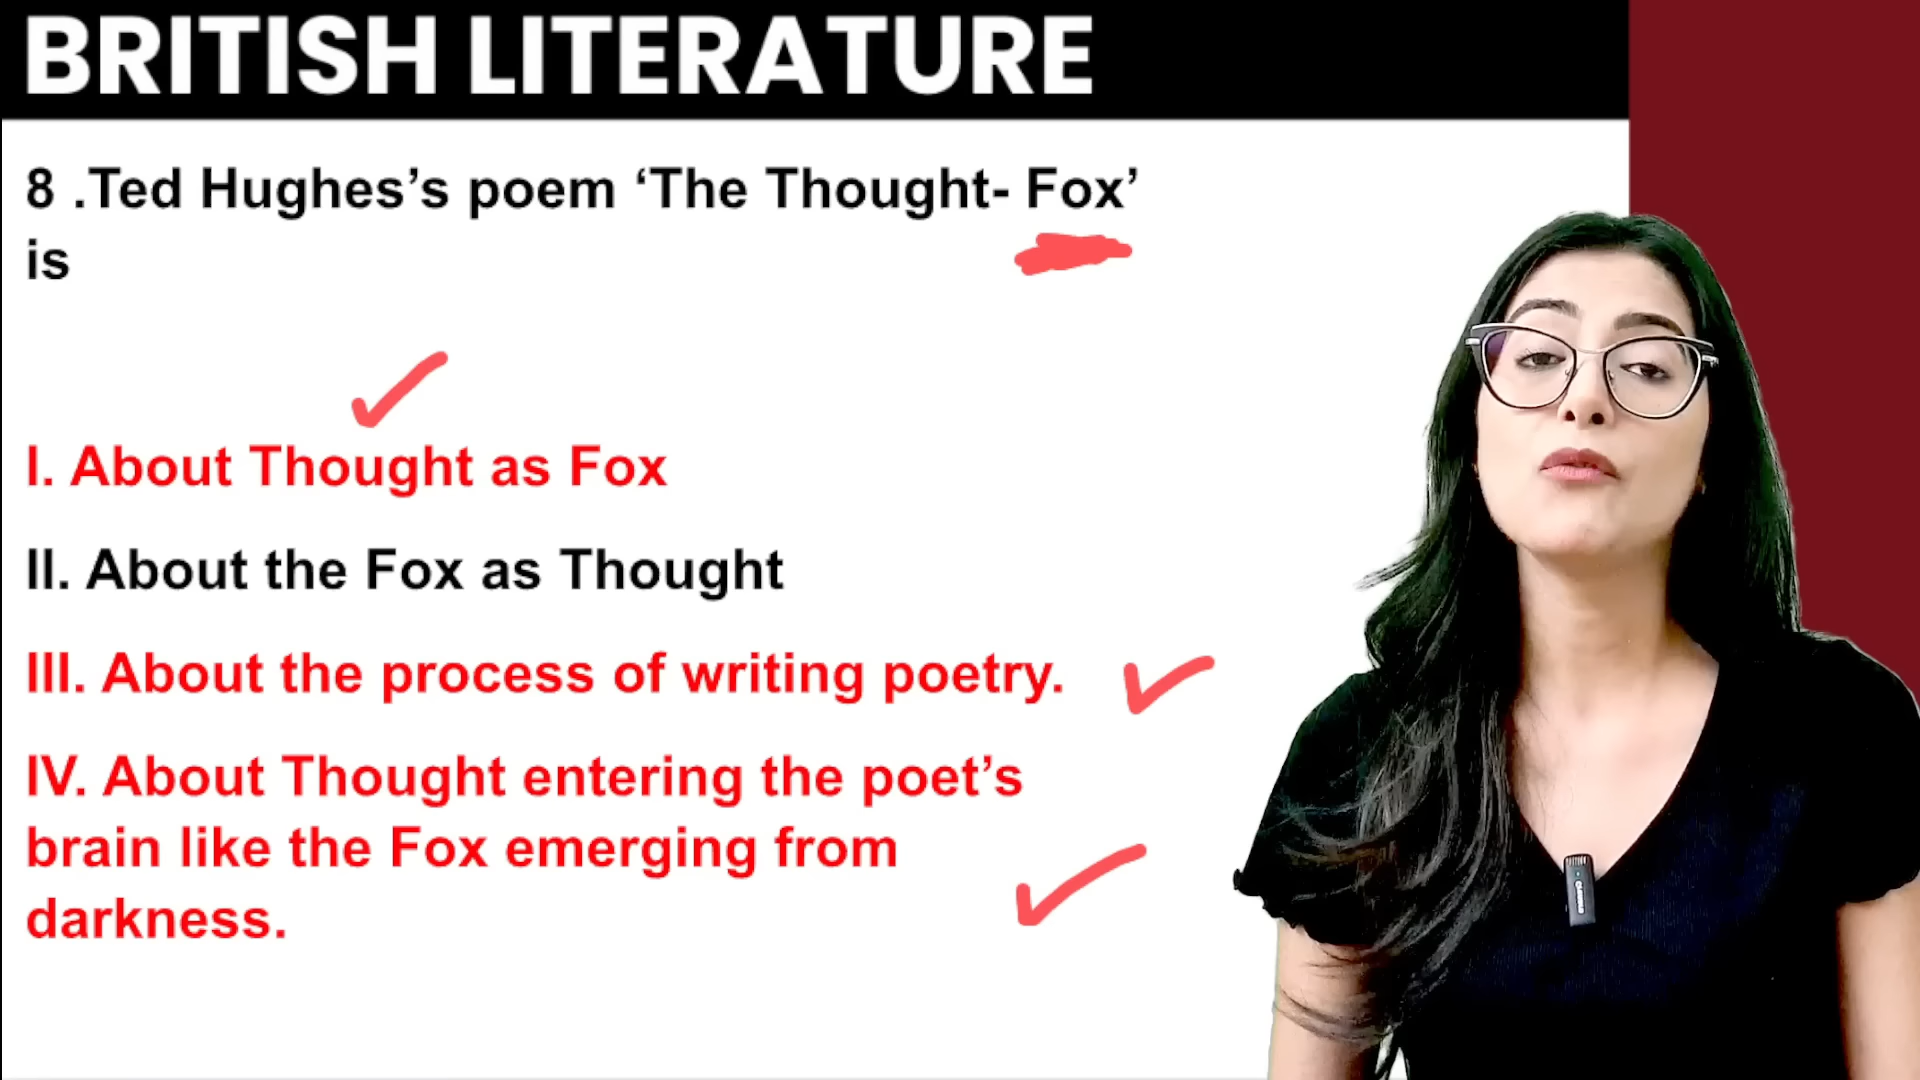 BRITISH LITERATURE
8 .Ted Hughes’s poem ‘The Thought- Fox’
is
I. About Thought as Fox
II. About the Fox as Thought
III. About the process of writing poetry.
IV. About Thought entering the poet’s
brain like the Fox emerging from
darkness.